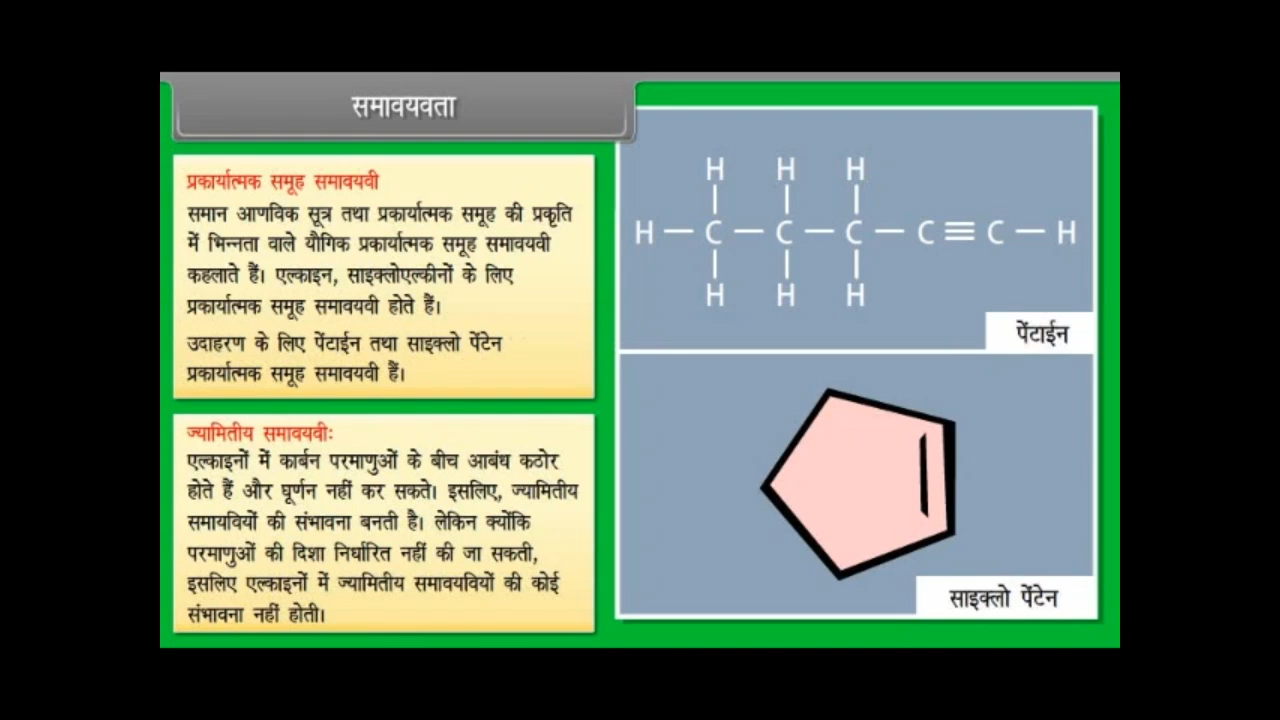 समावयवता
प्रकार्यात्मक समूह समावयवी
समान आणविक सूत्र तथा प्रकार्यात्मक समूह की प्रकृति
में भिन्नता वाले यौगिक प्रकार्यात्मक समूह समावयवी
कहलाते हैं। एल्काइन, साइक्लोएल्कीनों के लिए
प्रकार्यात्मक समूह समावयवी होते हैं।
उदाहरण के लिए पेंटाईन तथा साइक्लो पेंटेन
प्रकार्यात्मक समूह समावयवी हैं।
ज्यामितीय समावयवीः
एल्काइनों में कार्बन परमाणुओं के बीच आबंध कठोर
होते हैं और घूर्णन नहीं कर सकते। इसलिए, ज्यामितीय
समायवियों की संभावना बनती है। लेकिन क्योंकि
परमाणुओं की दिशा निर्धारित नहीं की जा सकती,
इसलिए एल्काइनों में ज्यामितीय समावयवियों की कोई
संभावना नहीं होती।
H H H
H — C — C — C — C ≡ C — H
H H H
पेंटाईन
साइक्लो पेंटेन